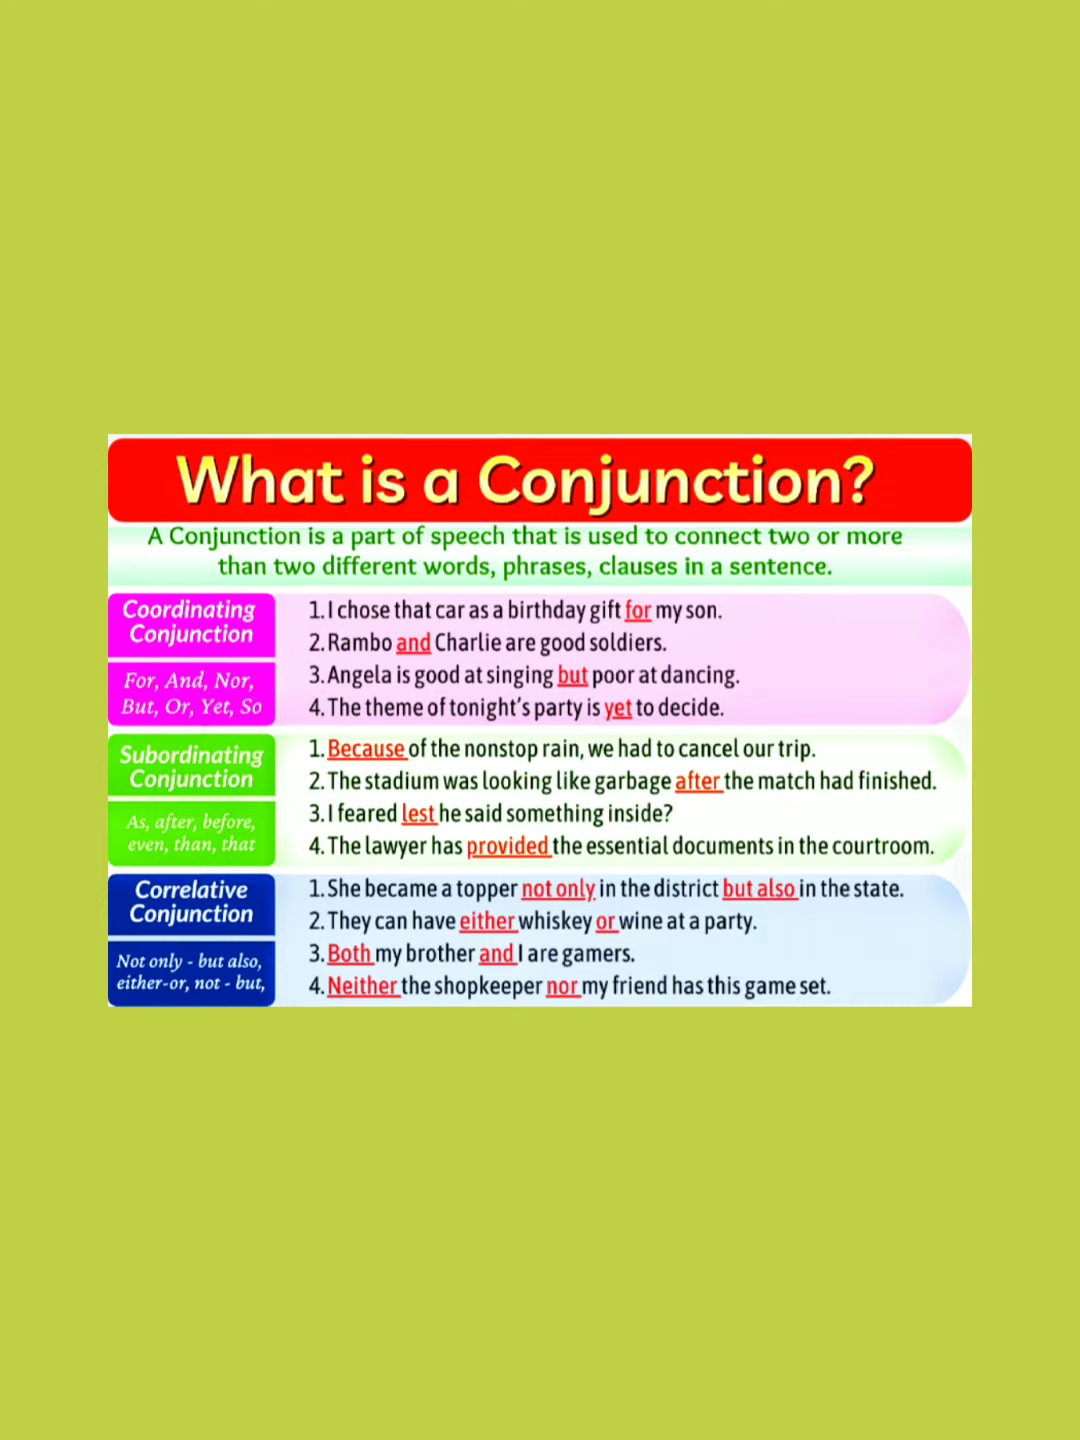 What is a Conjunction?
A Conjunction is a part of speech that is used to connect two or more
than two different words, phrases, clauses in a sentence.
Coordinating
Conjunction
For, And, Nor,
But, Or, Yet, So
1. I chose that car as a birthday gift for my son.
2. Rambo and Charlie are good soldiers.
3. Angela is good at singing but poor at dancing.
4. The theme of tonight's party is yet to decide.
Subordinating
Conjunction
As, after, before,
even, than, that
1. Because of the nonstop rain, we had to cancel our trip.
2. The stadium was looking like garbage after the match had finished.
3. I feared lest he said something inside?
4. The lawyer has provided the essential documents in the courtroom.
Correlative
Conjunction
Not only - but also,
either-or, not - but,
1. She became a topper not only in the district but also in the state.
2. They can have either whiskey or wine at a party.
3. Both my brother and I are gamers.
4. Neither the shopkeeper nor my friend has this game set.